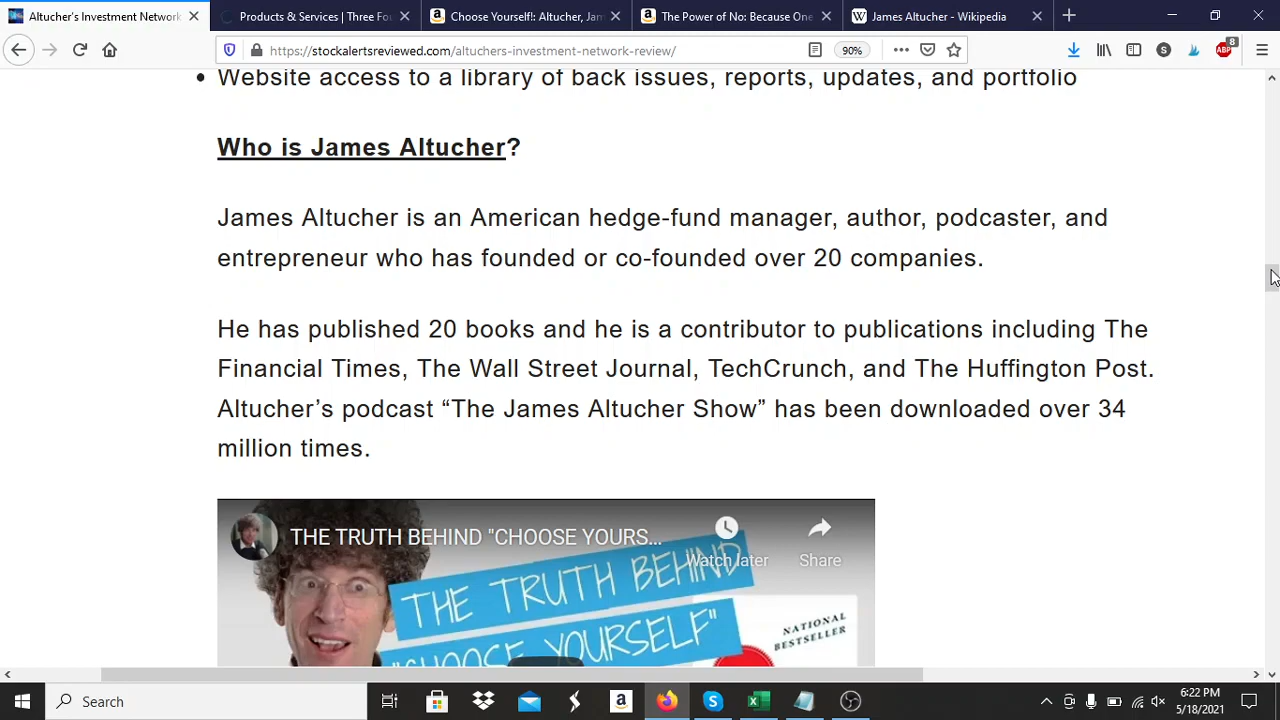 Altucher's Investment Network
Products & Services | Three Fou
Choose Yourself!: Altucher, Jam
The Power of No: Because One
W James Altucher - Wikipedia
https://stockalertsreviewed.com/altuchers-investment-network-review/
90%
S
ABP
8
• Website access to a library of back issues, reports, updates, and portfolio
Who is James Altucher?
James Altucher is an American hedge-fund manager, author, podcaster, and
entrepreneur who has founded or co-founded over 20 companies.
He has published 20 books and he is a contributor to publications including The
Financial Times, The Wall Street Journal, TechCrunch, and The Huffington Post.
Altucher’s podcast “The James Altucher Show” has been downloaded over 34
million times.
THE TRUTH BEHIND "CHOOSE YOURS...
Watch later
Share
THE TRUTH BEHIND
"CHOOSE YOURSELF"
NATIONAL
BESTSELLER
Search
6:22 PM
5/18/2021